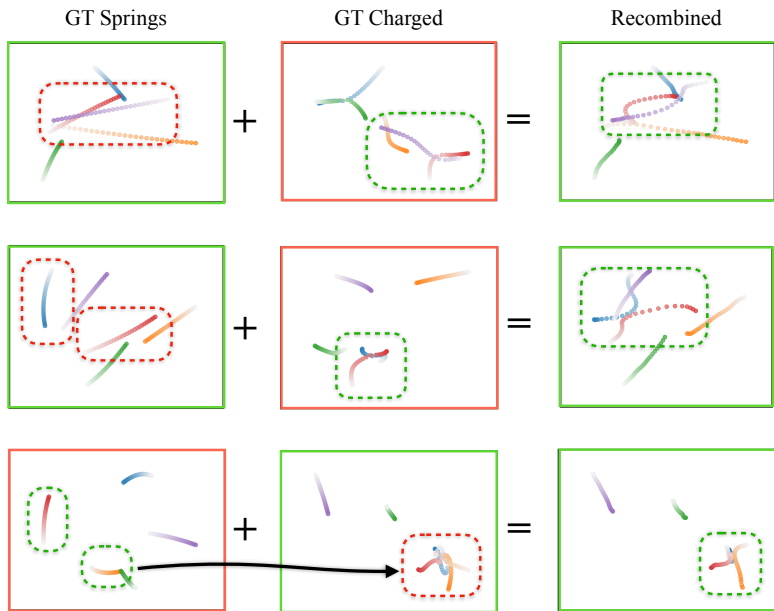 GT Springs GT Charged Recombined
+ =
+ =
+ =